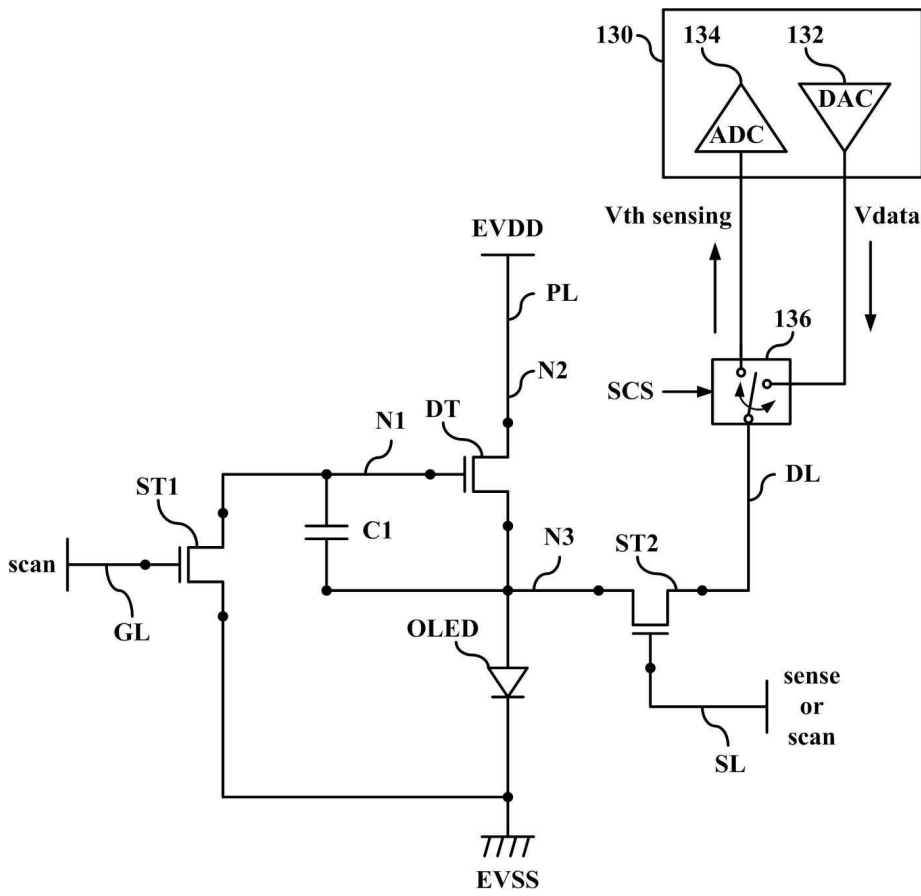 130
134
132
ADC
DAC
Vth sensing
Vdata
EVDD
PL
136
N2
SCS
DT
N1
DL
ST1
C1
N3
ST2
scan
GL
OLED
sense
or
scan
SL
EVSS